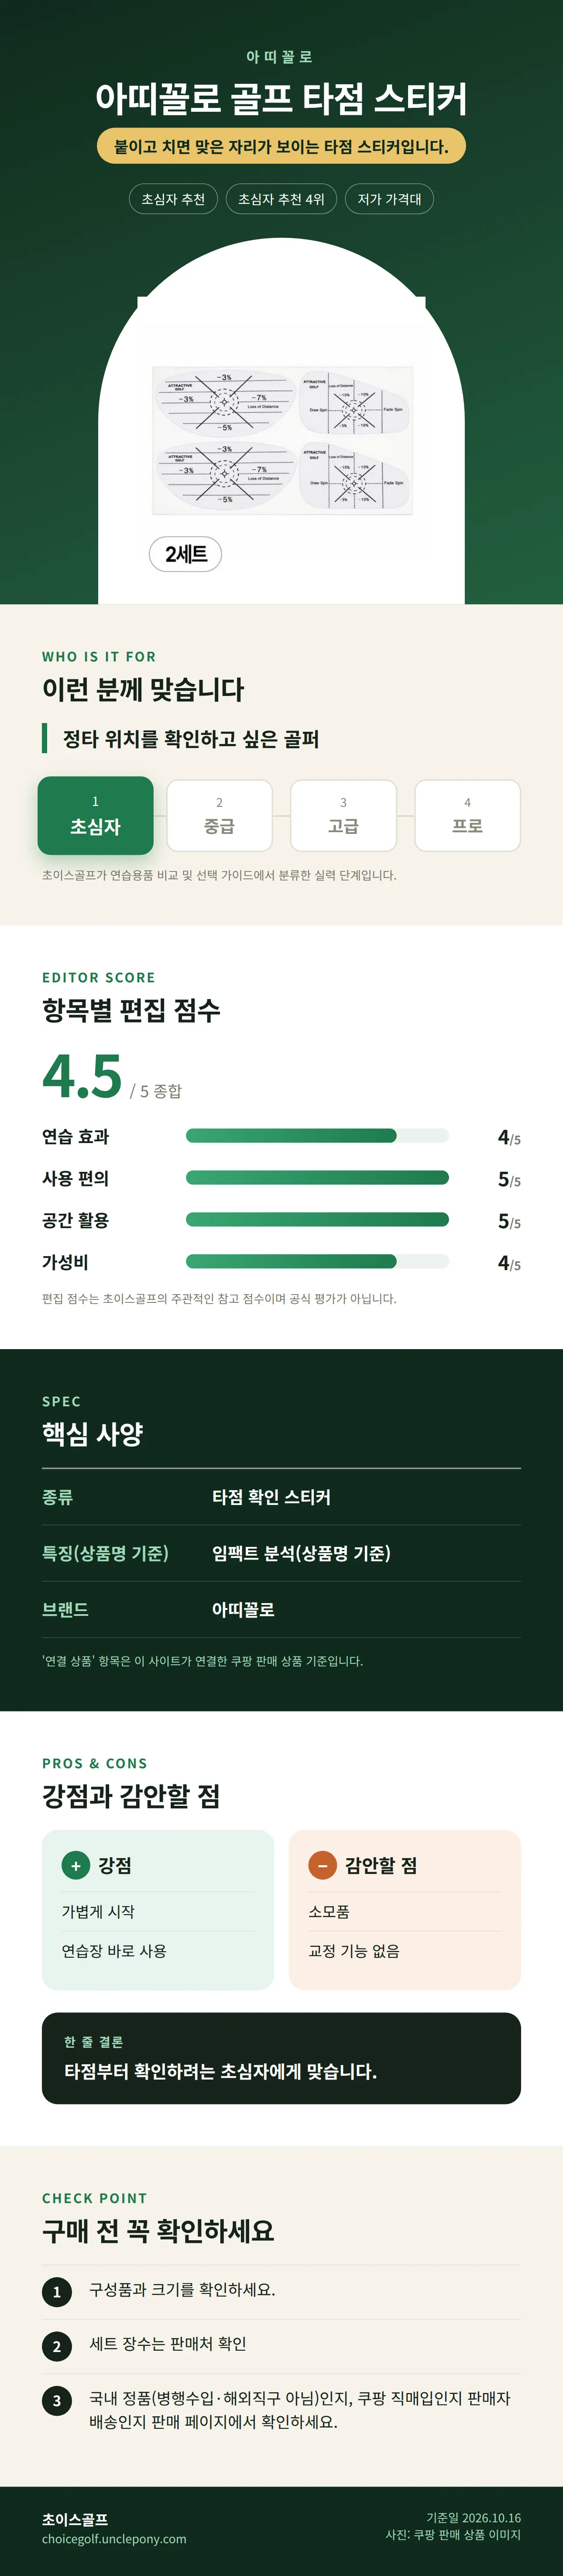 아띠꼴로
아띠꼴로 골프 타점 스티커
붙이고 치면 맞은 자리가 보이는 타점 스티커입니다.
초심자 추천
초심자 추천 4위
저가 가격대
ATTRACTIVE
GOLF
-3%
-3%
-7%
Loss of Distance
-5%
ATTRACTIVE
GOLF
Loss of Distance
Draw Spin
Fade Spin
ATTRACTIVE
GOLF
-3%
-3%
-7%
Loss of Distance
-5%
ATTRACTIVE
GOLF
Loss of Distance
Draw Spin
Fade Spin
2세트
WHO IS IT FOR
이런 분께 맞습니다
정타 위치를 확인하고 싶은 골퍼
1
초심자
2
중급
3
고급
4
프로
초이스골프가 연습용품 비교 및 선택 가이드에서 분류한 실력 단계입니다.
EDITOR SCORE
항목별 편집 점수
4.5 / 5 종합
연습 효과 4/5
사용 편의 5/5
공간 활용 5/5
가성비 4/5
편집 점수는 초이스골프의 주관적인 참고 점수이며 공식 평가가 아닙니다.
SPEC
핵심 사양
종류 타점 확인 스티커
특징(상품명 기준) 임팩트 분석(상품명 기준)
브랜드 아띠꼴로
'연결 상품' 항목은 이 사이트가 연결한 쿠팡 판매 상품 기준입니다.
PROS & CONS
강점과 감안할 점
+ 강점
가볍게 시작
연습장 바로 사용
− 감안할 점
소모품
교정 기능 없음
한 줄 결론
타점부터 확인하려는 초심자에게 맞습니다.
CHECK POINT
구매 전 꼭 확인하세요
1 구성품과 크기를 확인하세요.
2 세트 장수는 판매처 확인
3 국내 정품(병행수입·해외직구 아님)인지, 쿠팡 직매입인지 판매자
배송인지 판매 페이지에서 확인하세요.
초이스골프
choicegolf.unclepony.com
기준일 2026.10.16
사진: 쿠팡 판매 상품 이미지